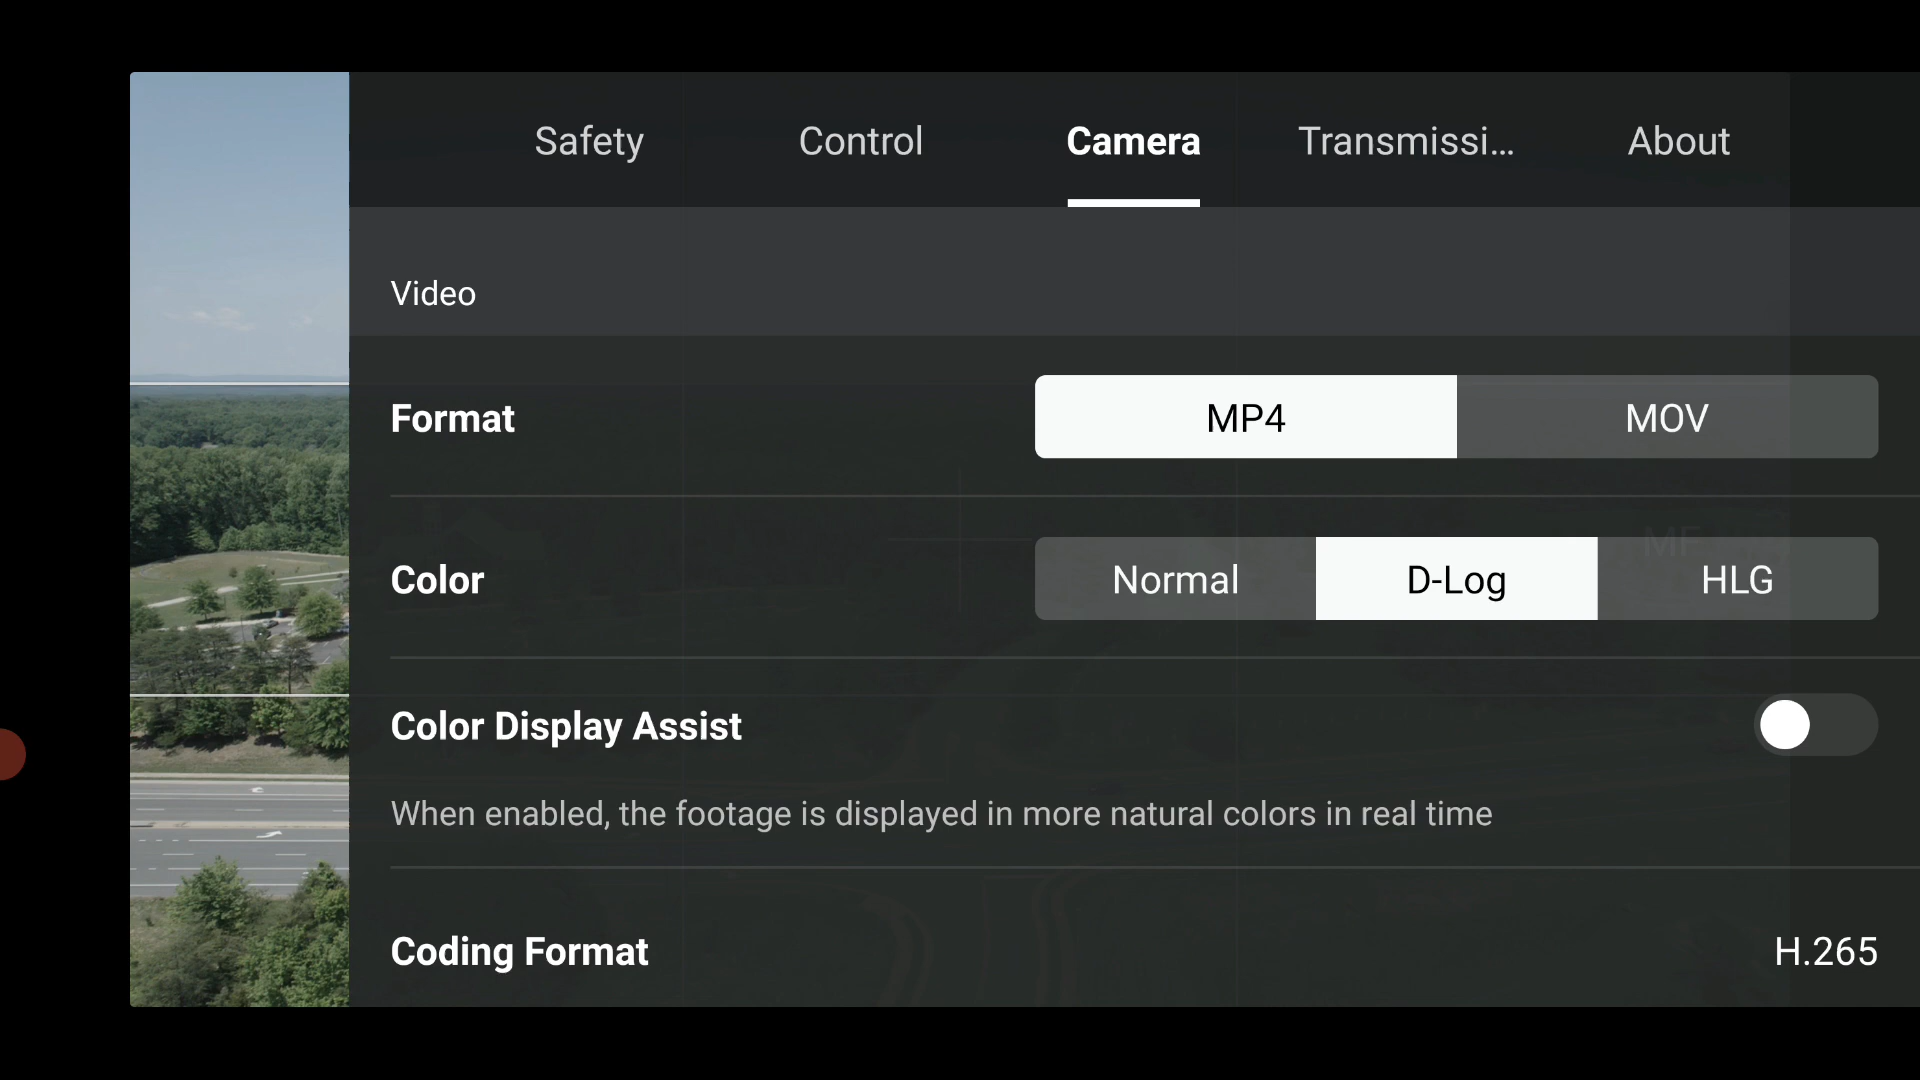 Safety Control Camera Transmissi... About
Video
Format MP4 MOV
Color Normal D-Log HLG
Color Display Assist
When enabled, the footage is displayed in more natural colors in real time
Coding Format H.265